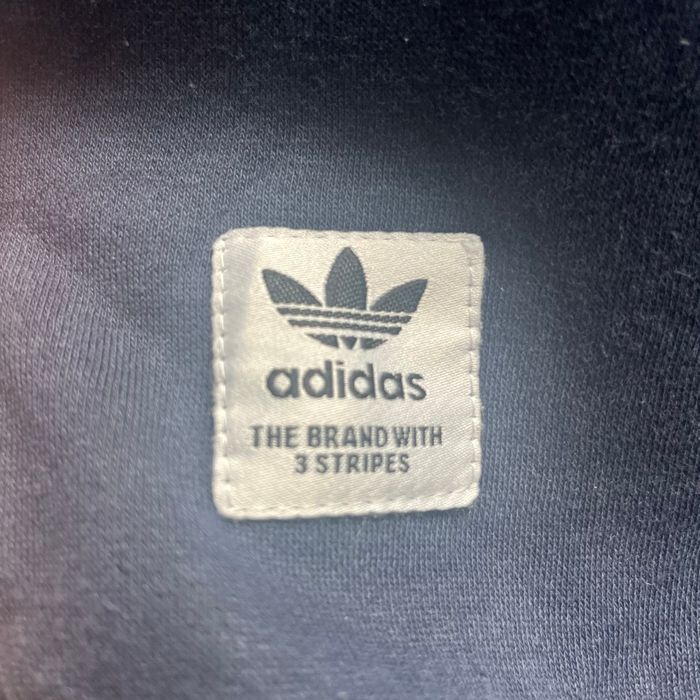 adidas
THE BRAND WITH
3 STRIPES